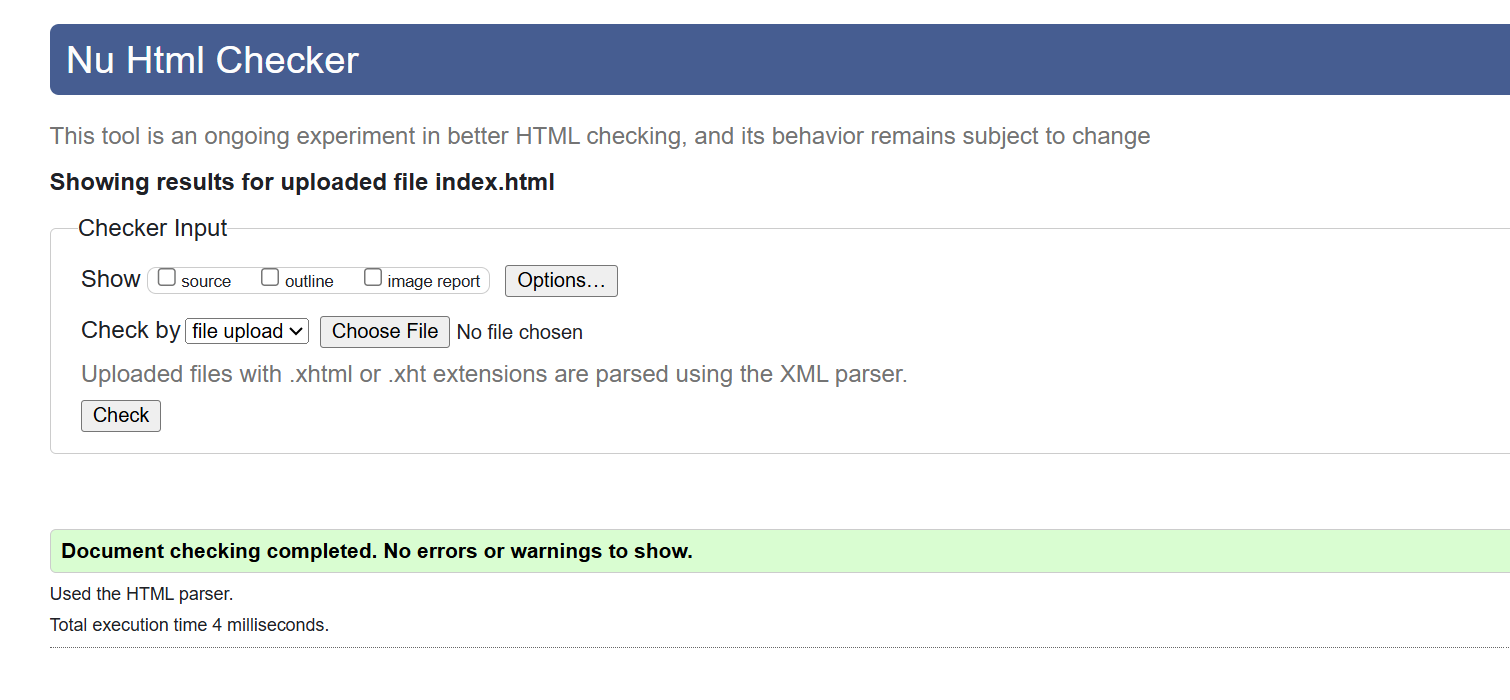 Nu Html Checker
This tool is an ongoing experiment in better HTML checking, and its behavior remains subject to change
Showing results for uploaded file index.html
Checker Input
Show source outline image report Options…
Check by file upload Choose File No file chosen
Uploaded files with .xhtml or .xht extensions are parsed using the XML parser.
Check
Document checking completed. No errors or warnings to show.
Used the HTML parser.
Total execution time 4 milliseconds.